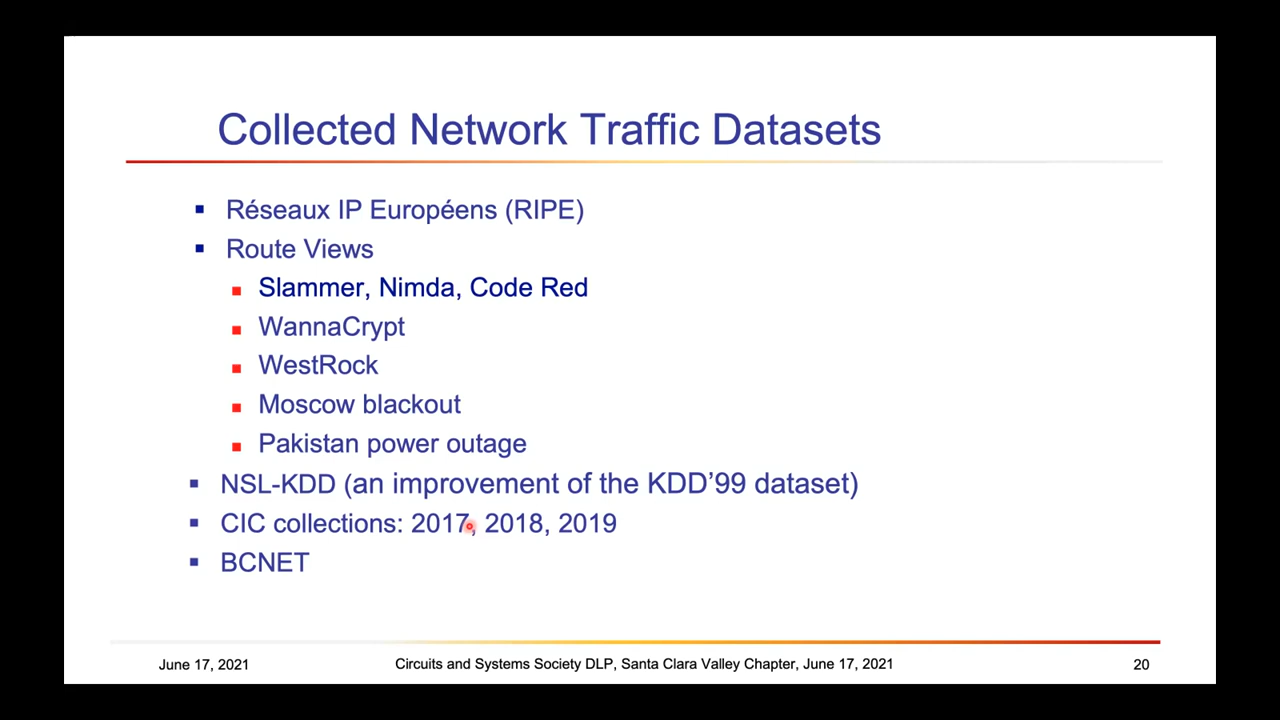 Collected Network Traffic Datasets
Réseaux IP Européens (RIPE)
Route Views
Slammer, Nimda, Code Red
WannaCrypt
WestRock
Moscow blackout
Pakistan power outage
NSL-KDD (an improvement of the KDD’99 dataset)
CIC collections: 2017, 2018, 2019
BCNET
June 17, 2021
Circuits and Systems Society DLP, Santa Clara Valley Chapter, June 17, 2021
20